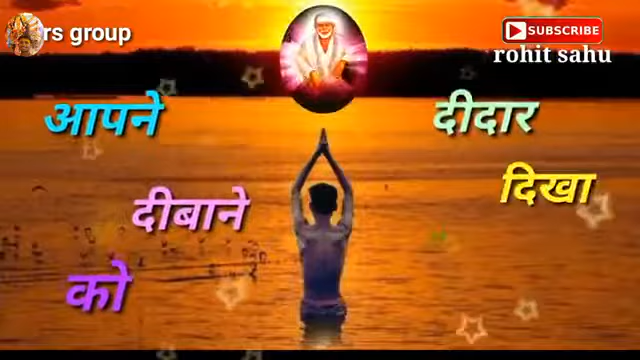 rs group
SUBSCRIBE
rohit sahu
आपने
दीबाने
को
दीदार
दिखा